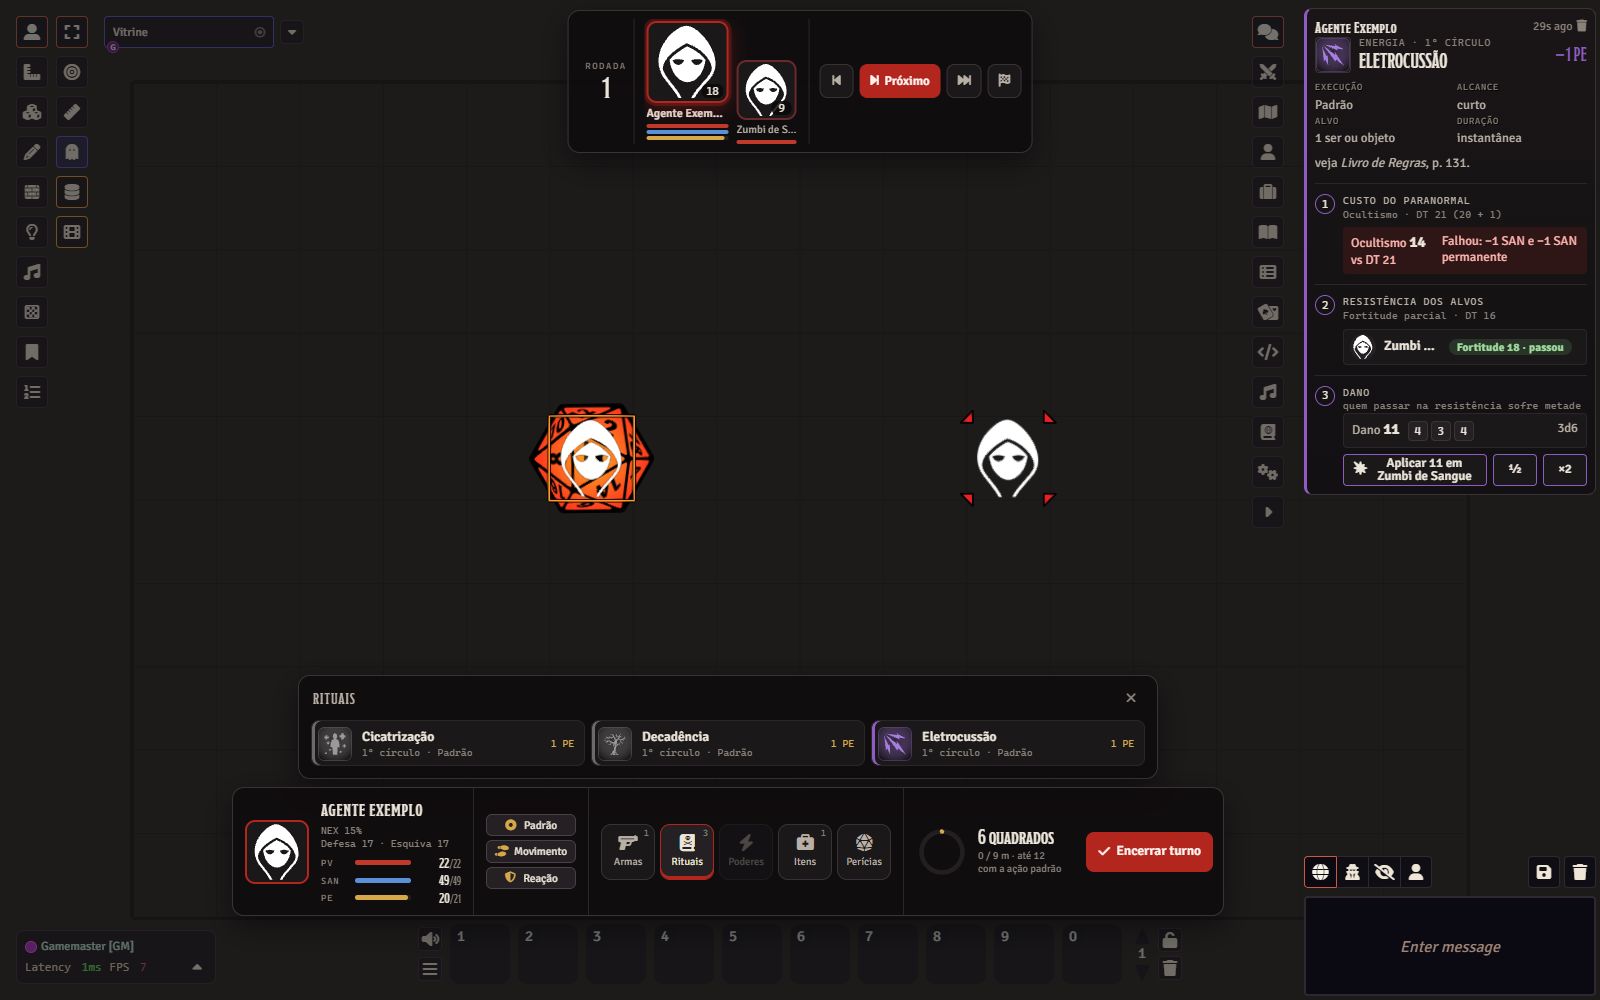 Vitrine
G
RODADA
1
18
Agente Exem...
9
Zumbi de S...
Próximo
AGENTE EXEMPLO
29s ago
ENERGIA · 1º CÍRCULO
ELETROCUSSÃO
−1 PE
EXECUÇÃO
ALCANCE
Padrão
curto
ALVO
DURAÇÃO
1 ser ou objeto
instantânea
veja Livro de Regras, p. 131.
1
CUSTO DO PARANORMAL
Ocultismo · DT 21 (20 + 1)
Ocultismo 14
vs DT 21
Falhou: −1 SAN e −1 SAN
permanente
2
RESISTÊNCIA DOS ALVOS
Fortitude parcial · DT 16
Zumbi ...
Fortitude 18 · passou
3
DANO
quem passar na resistência sofre metade
Dano 11 4 3 4
3d6
Aplicar 11 em
Zumbi de Sangue
½
×2
RITUAIS
Cicatrização
1º círculo · Padrão
1 PE
Decadência
1º círculo · Padrão
1 PE
Eletrocussão
1º círculo · Padrão
1 PE
AGENTE EXEMPLO
NEX 15%
Defesa 17 · Esquiva 17
PV 22/22
SAN 49/49
PE 20/21
Padrão
Movimento
Reação
1
Armas
3
Rituais
Poderes
1
Itens
Perícias
6 QUADRADOS
0 / 9 m · até 12
com a ação padrão
Encerrar turno
Gamemaster [GM]
Latency 1ms FPS 7
1 2 3 4 5 6 7 8 9 0
1
Enter message